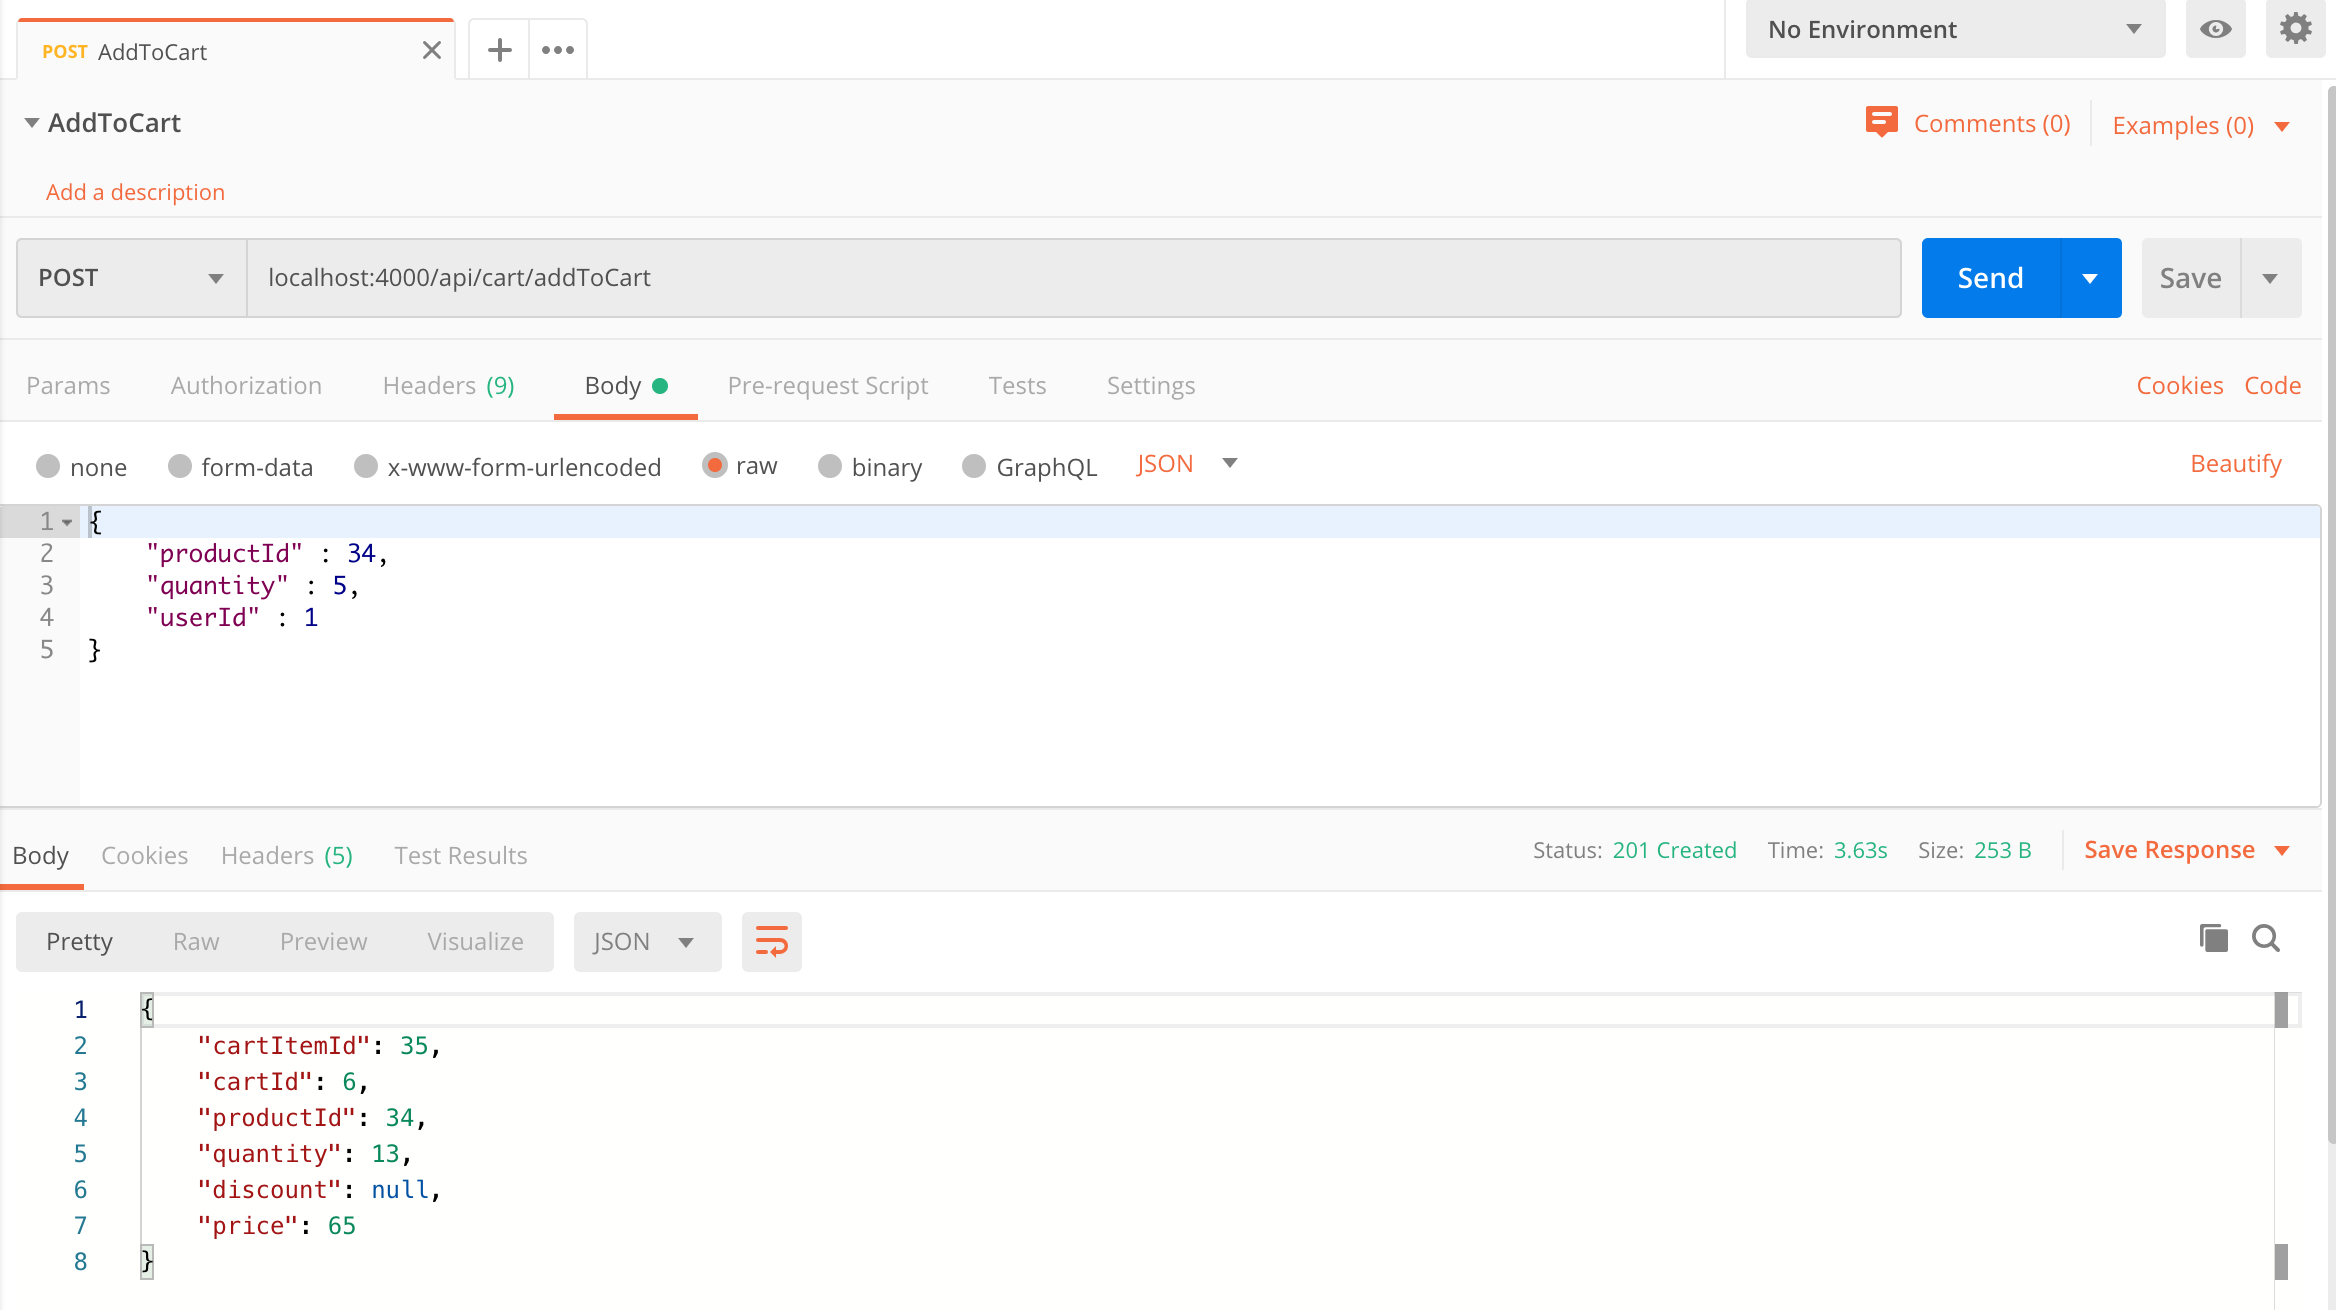 POST AddToCart
No Environment
AddToCart
Comments (0)
Examples (0)
Add a description
POST
localhost:4000/api/cart/addToCart
Send
Save
Params Authorization Headers (9) Body Pre-request Script Tests Settings Cookies Code
none form-data x-www-form-urlencoded raw binary GraphQL JSON Beautify
1 {
2 "productId" : 34,
3 "quantity" : 5,
4 "userId" : 1
5 }
Body Cookies Headers (5) Test Results Status: 201 Created Time: 3.63s Size: 253 B Save Response
Pretty Raw Preview Visualize JSON
1 {
2 "cartItemId": 35,
3 "cartId": 6,
4 "productId": 34,
5 "quantity": 13,
6 "discount": null,
7 "price": 65
8 }